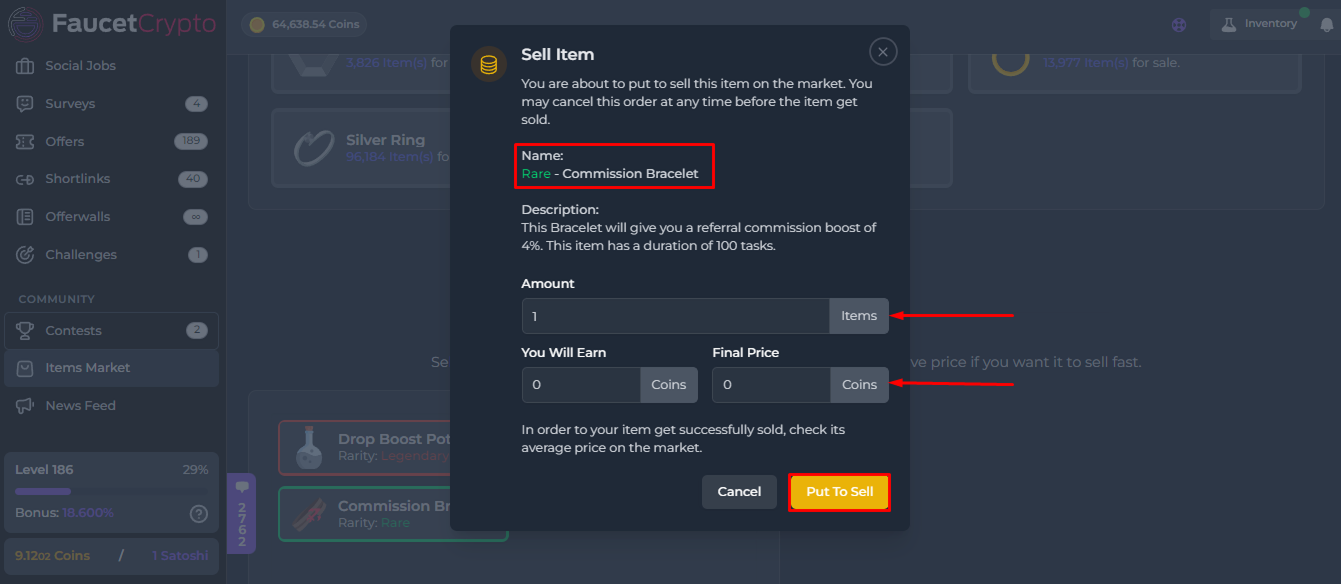 FaucetCrypto
64,638.54 Coins
Inventory
Social Jobs
Surveys 4
Offers 189
Shortlinks 40
Offerwalls ∞
Challenges 1
COMMUNITY
Contests 2
Items Market
News Feed
Level 186 29%
Bonus: 18.600%
9.1202 Coins / 1 Satoshi
2762
3,826 Item(s) for
13,977 Item(s) for sale.
Silver Ring
96,184 Item(s) fo
Se
ve price if you want it to sell fast.
Drop Boost Pot
Rarity: Legendary
Commission Br
Rarity: Rare
Sell Item
You are about to put to sell this item on the market. You
may cancel this order at any time before the item get
sold.
Name:
Rare - Commission Bracelet
Description:
This Bracelet will give you a referral commission boost of
4%. This item has a duration of 100 tasks.
Amount
1 Items
You Will Earn Final Price
0 Coins 0 Coins
In order to your item get successfully sold, check its
average price on the market.
Cancel Put To Sell